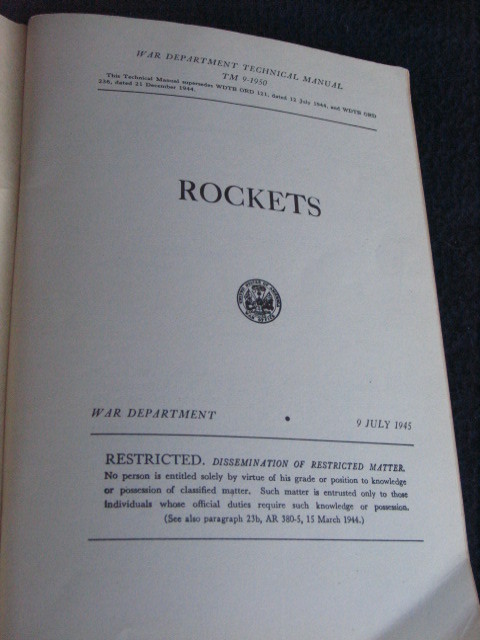 WAR DEPARTMENT TECHNICAL MANUAL
TM 9-1950
This Technical Manual supersedes WDTB ORD 121, dated 12 July 1944, and WDTB ORD
238, dated 21 December 1944.
ROCKETS
WAR DEPARTMENT • 9 JULY 1945
RESTRICTED. DISSEMINATION OF RESTRICTED MATTER.
No person is entitled solely by virtue of his grade or position to knowledge
or possession of classified matter. Such matter is entrusted only to those
individuals whose official duties require such knowledge or possession.
(See also paragraph 23b, AR 380-5, 15 March 1944.)